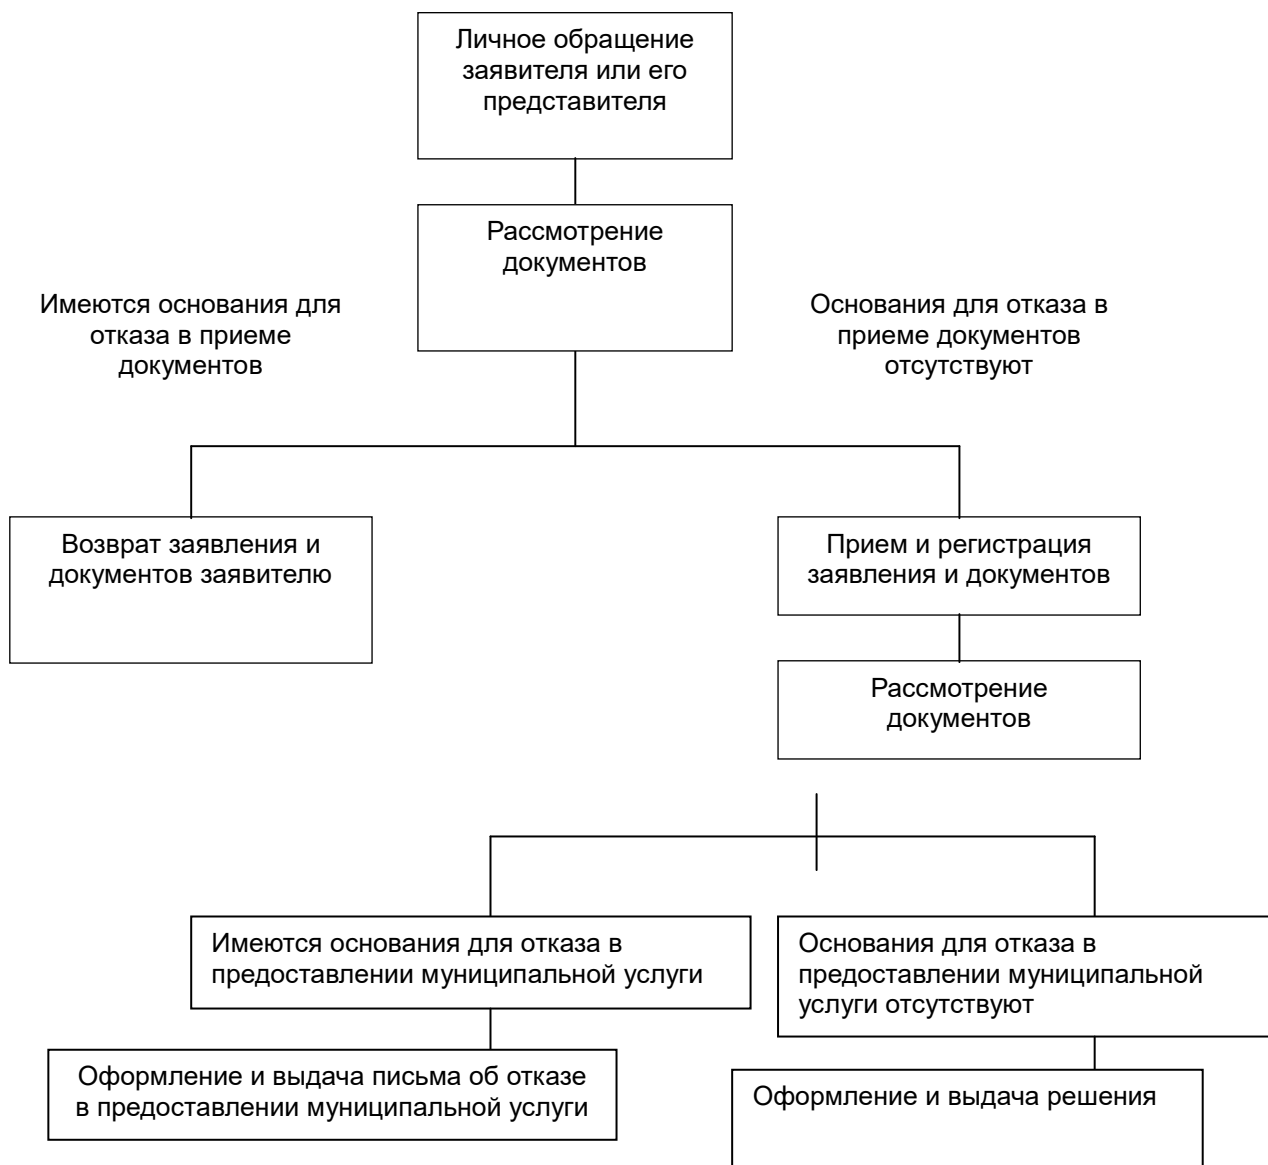 Личное обращение
заявителя или его
представителя
Рассмотрение
документов
Имеются основания для
отказа в приеме
документов
Основания для отказа в
приеме документов
отсутствуют
Возврат заявления и
документов заявителю
Прием и регистрация
заявления и документов
Рассмотрение
документов
Имеются основания для отказа в
предоставлении муниципальной услуги
Основания для отказа в
предоставлении муниципальной
услуги отсутствуют
Оформление и выдача письма об отказе
в предоставлении муниципальной услуги
Оформление и выдача решения